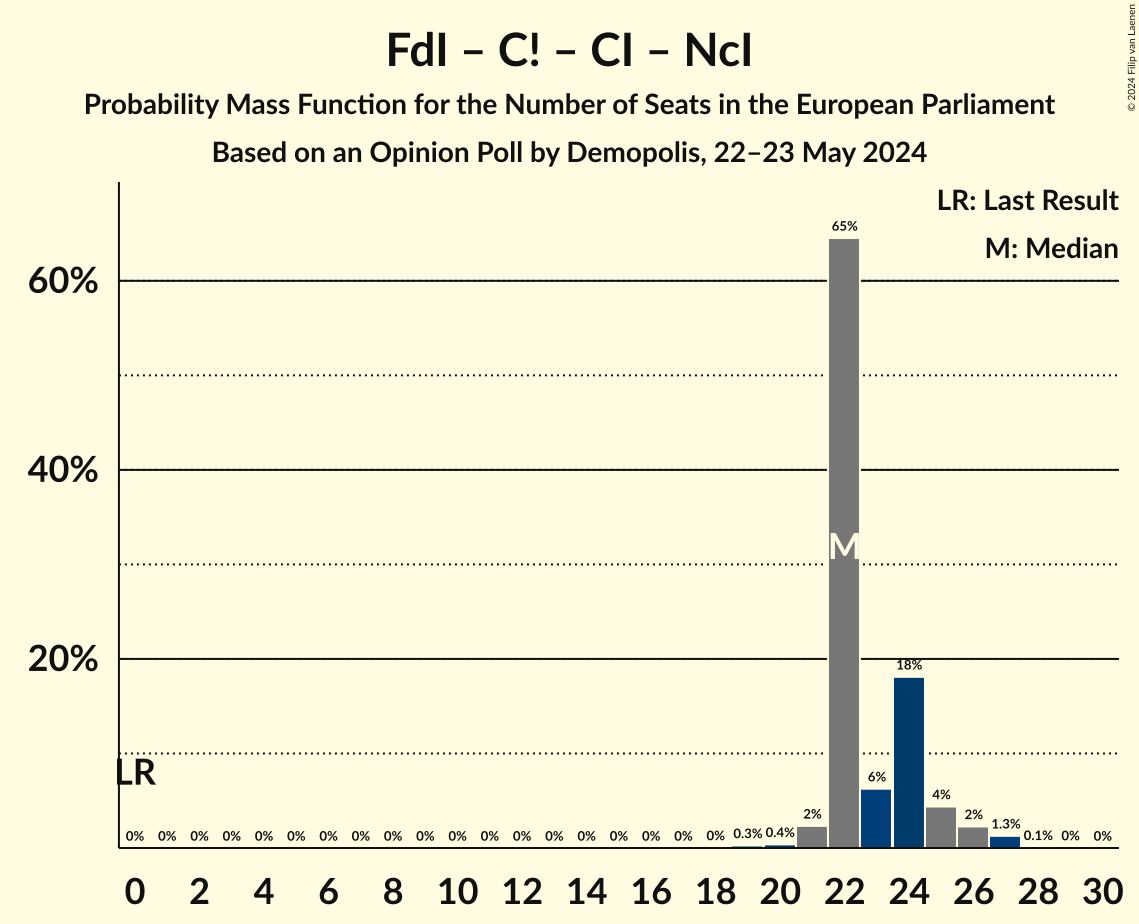 FdI – C! – CI – NcI
Probability Mass Function for the Number of Seats in the European Parliament
Based on an Opinion Poll by Demopolis, 22–23 May 2024
© 2024 Filip van Laenen
LR: Last Result
M: Median
60%
40%
20%
65%
M
18%
LR
0% 0% 0% 0% 0% 0% 0% 0% 0% 0% 0% 0% 0% 0% 0% 0% 0% 0% 0% 0.3% 0.4% 2% 6% 4% 2% 1.3% 0.1% 0% 0%
0 2 4 6 8 10 12 14 16 18 20 22 24 26 28 30